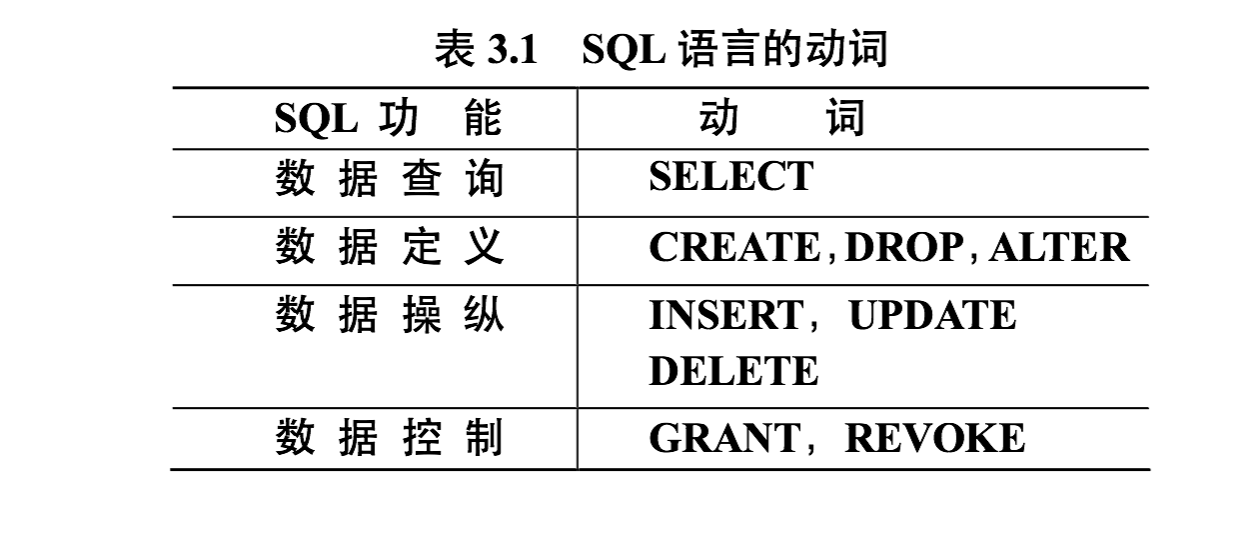 表 3.1 SQL 语言的动词
SQL 功 能 动 词
数 据 查 询 SELECT
数 据 定 义 CREATE,DROP,ALTER
数 据 操 纵 INSERT, UPDATE
DELETE
数 据 控 制 GRANT, REVOKE